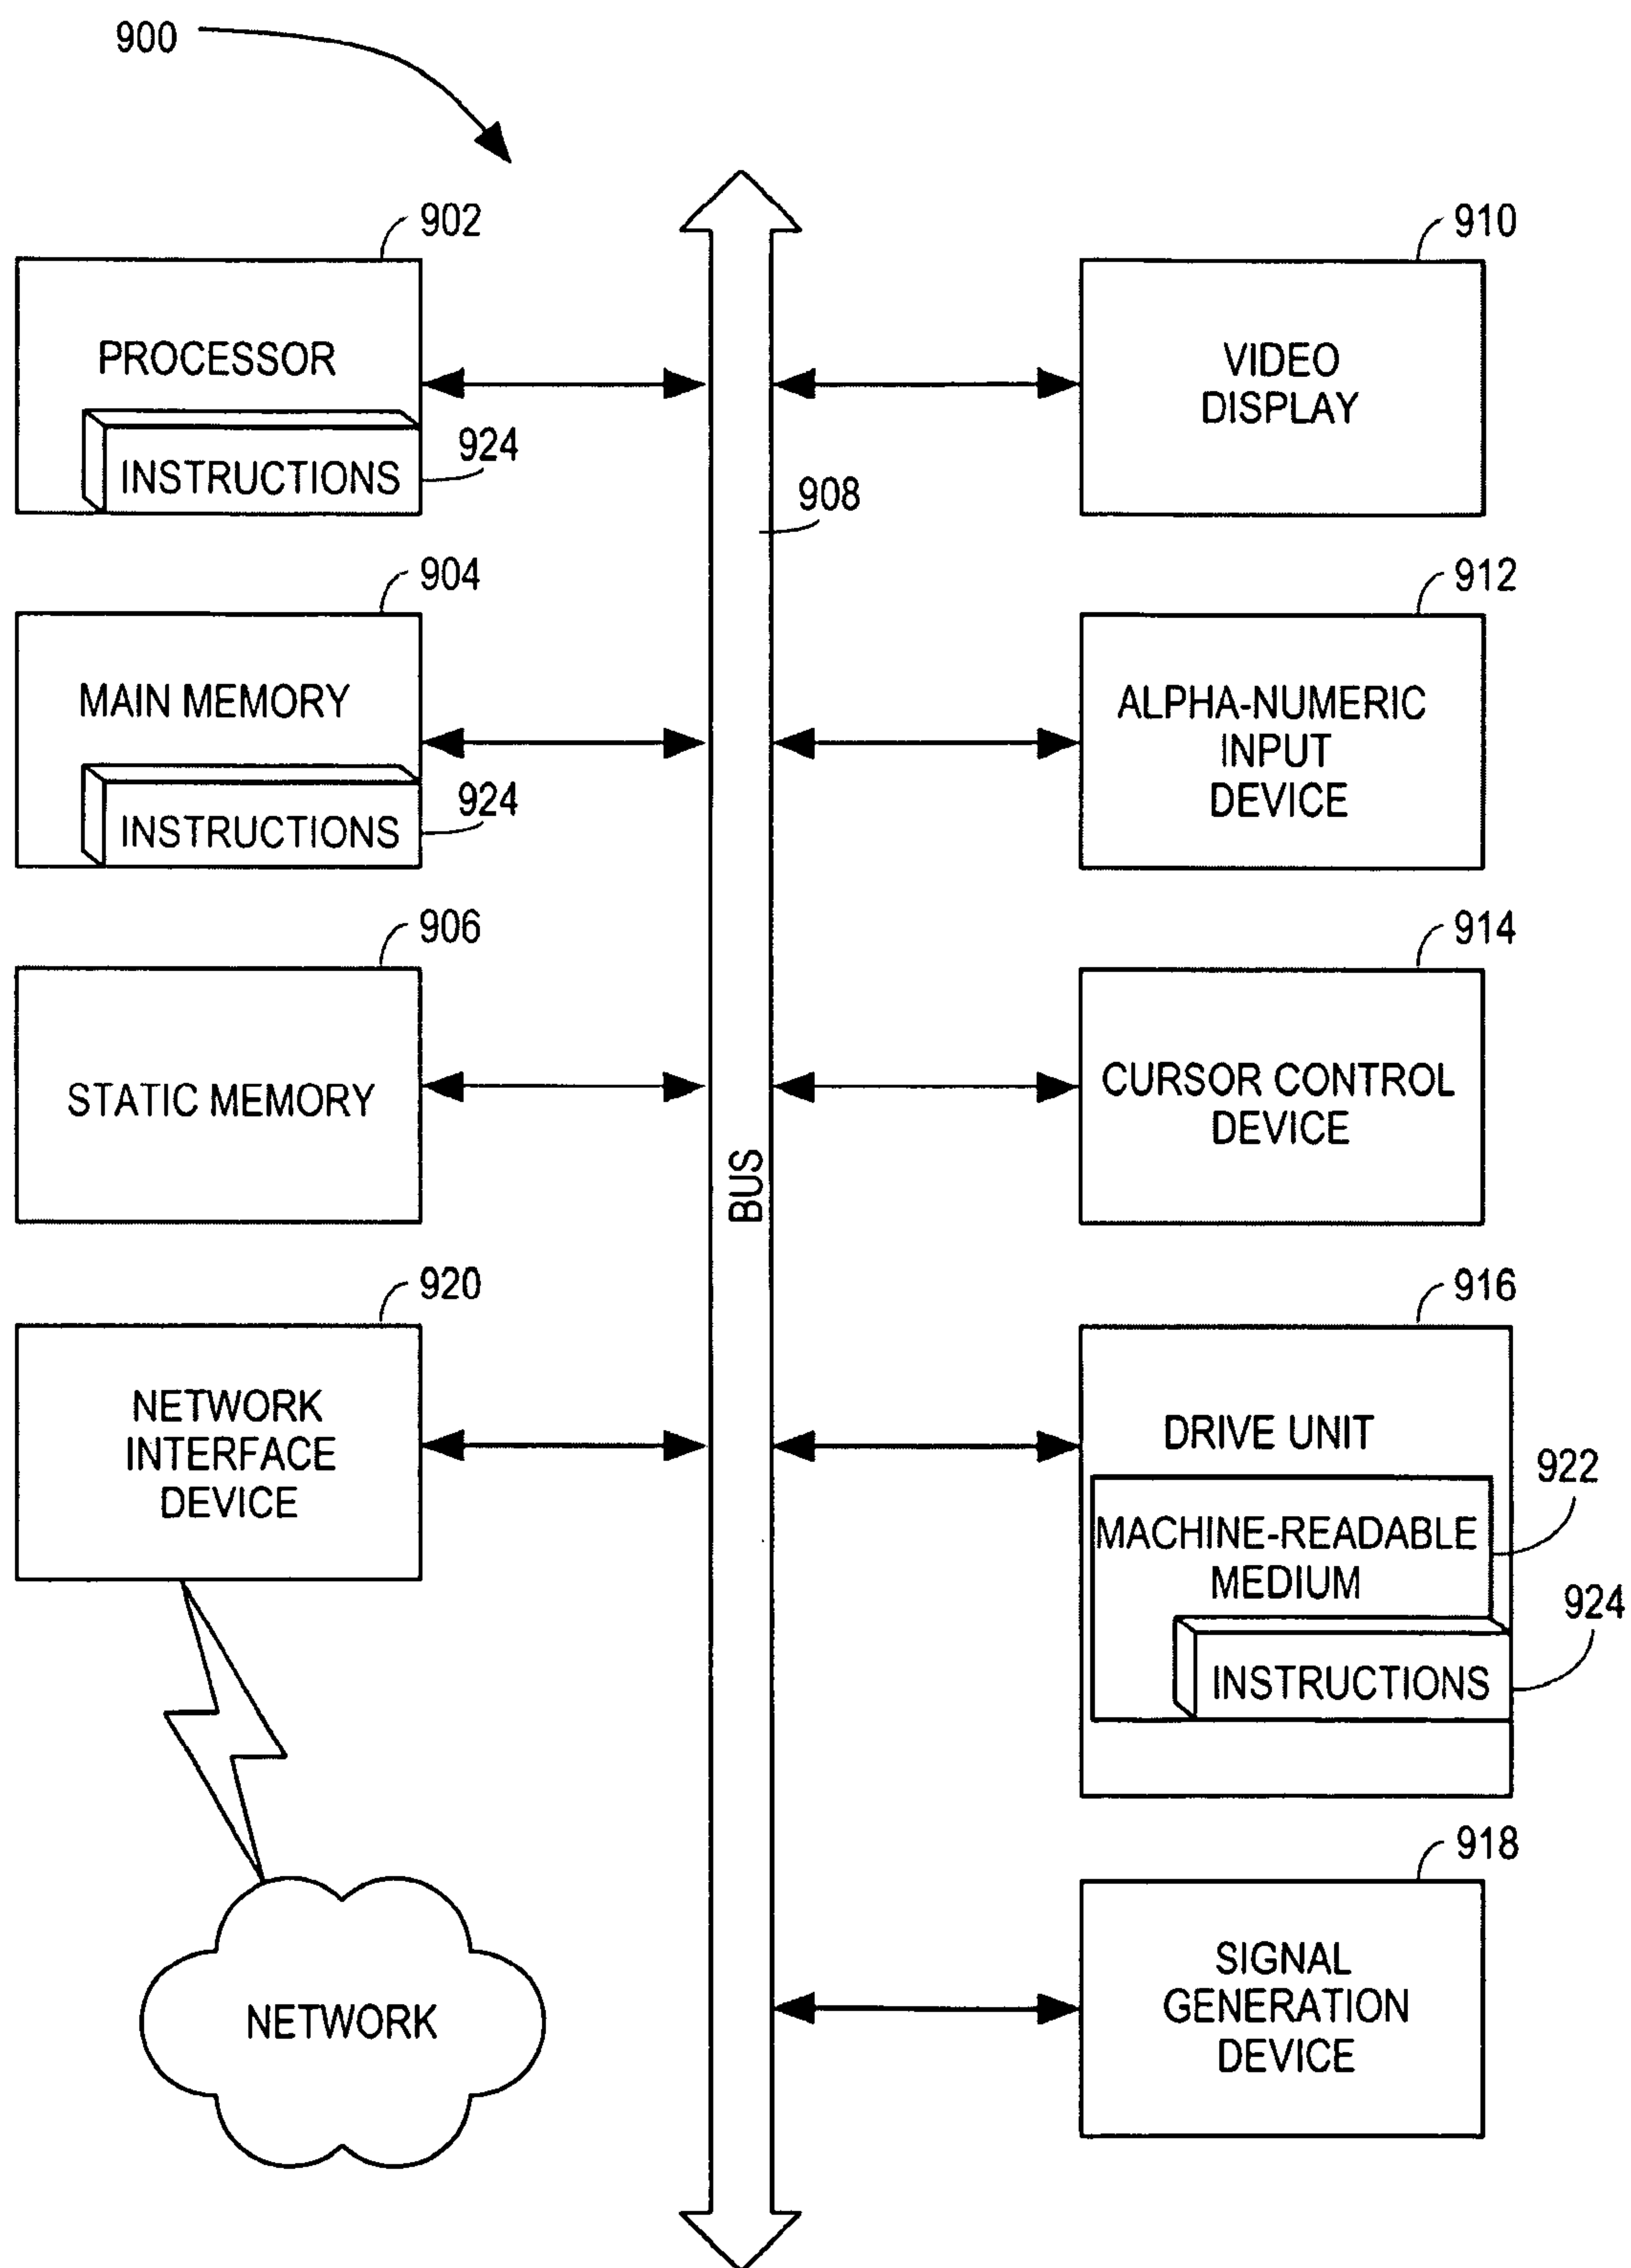 900
902
PROCESSOR
924
INSTRUCTIONS
904
MAIN MEMORY
924
INSTRUCTIONS
906
STATIC MEMORY
920
NETWORK
INTERFACE
DEVICE
NETWORK
908
BUS
910
VIDEO
DISPLAY
912
ALPHA-NUMERIC
INPUT
DEVICE
914
CURSOR CONTROL
DEVICE
916
DRIVE UNIT
922
MACHINE-READABLE
MEDIUM
924
INSTRUCTIONS
918
SIGNAL
GENERATION
DEVICE